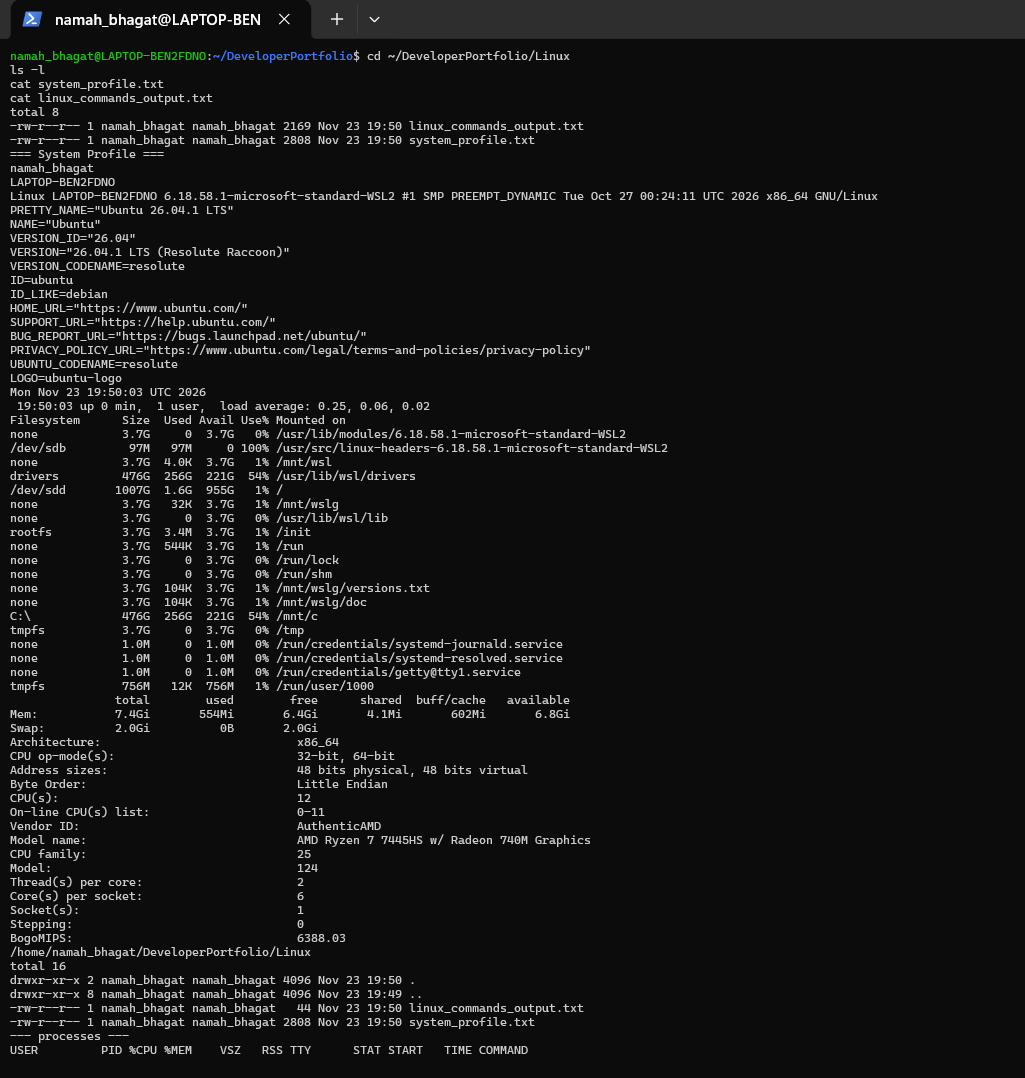 namah_bhagat@LAPTOP-BEN
namah_bhagat@LAPTOP-BEN2FDNO:~/DeveloperPortfolio$ cd ~/DeveloperPortfolio/Linux
ls -l
cat system_profile.txt
cat linux_commands_output.txt
total 8
-rw-r--r-- 1 namah_bhagat namah_bhagat 2169 Nov 23 19:50 linux_commands_output.txt
-rw-r--r-- 1 namah_bhagat namah_bhagat 2808 Nov 23 19:50 system_profile.txt
=== System Profile ===
namah_bhagat
LAPTOP-BEN2FDNO
Linux LAPTOP-BEN2FDNO 6.18.58.1-microsoft-standard-WSL2 #1 SMP PREEMPT_DYNAMIC Tue Oct 27 00:24:11 UTC 2026 x86_64 GNU/Linux
PRETTY_NAME="Ubuntu 26.04.1 LTS"
NAME="Ubuntu"
VERSION_ID="26.04"
VERSION="26.04.1 LTS (Resolute Raccoon)"
VERSION_CODENAME=resolute
ID=ubuntu
ID_LIKE=debian
HOME_URL="https://www.ubuntu.com/"
SUPPORT_URL="https://help.ubuntu.com/"
BUG_REPORT_URL="https://bugs.launchpad.net/ubuntu/"
PRIVACY_POLICY_URL="https://www.ubuntu.com/legal/terms-and-policies/privacy-policy"
UBUNTU_CODENAME=resolute
LOGO=ubuntu-logo
Mon Nov 23 19:50:03 UTC 2026
 19:50:03 up 0 min,  1 user,  load average: 0.25, 0.06, 0.02
Filesystem      Size  Used Avail Use% Mounted on
none            3.7G     0  3.7G   0% /usr/lib/modules/6.18.58.1-microsoft-standard-WSL2
/dev/sdb         97M   97M     0 100% /usr/src/linux-headers-6.18.58.1-microsoft-standard-WSL2
none            3.7G  4.0K  3.7G   1% /mnt/wsl
drivers         476G  256G  221G  54% /usr/lib/wsl/drivers
/dev/sdd       1007G  1.6G  955G   1% /
none            3.7G   32K  3.7G   1% /mnt/wslg
none            3.7G     0  3.7G   0% /usr/lib/wsl/lib
rootfs          3.7G  3.4M  3.7G   1% /init
none            3.7G  544K  3.7G   1% /run
none            3.7G     0  3.7G   0% /run/lock
none            3.7G     0  3.7G   0% /run/shm
none            3.7G  104K  3.7G   1% /mnt/wslg/versions.txt
none            3.7G  104K  3.7G   1% /mnt/wslg/doc
C:\             476G  256G  221G  54% /mnt/c
tmpfs           3.7G     0  3.7G   0% /tmp
none            1.0M     0  1.0M   0% /run/credentials/systemd-journald.service
none            1.0M     0  1.0M   0% /run/credentials/systemd-resolved.service
none            1.0M     0  1.0M   0% /run/credentials/getty@tty1.service
tmpfs           756M   12K  756M   1% /run/user/1000
               total        used        free      shared  buff/cache   available
Mem:           7.4Gi       554Mi       6.4Gi       4.1Mi       602Mi       6.8Gi
Swap:          2.0Gi          0B       2.0Gi
Architecture:                            x86_64
CPU op-mode(s):                          32-bit, 64-bit
Address sizes:                           48 bits physical, 48 bits virtual
Byte Order:                              Little Endian
CPU(s):                                  12
On-line CPU(s) list:                     0-11
Vendor ID:                               AuthenticAMD
Model name:                              AMD Ryzen 7 7445HS w/ Radeon 740M Graphics
CPU family:                              25
Model:                                   124
Thread(s) per core:                      2
Core(s) per socket:                      6
Socket(s):                               1
Stepping:                                0
BogoMIPS:                                6388.03
/home/namah_bhagat/DeveloperPortfolio/Linux
total 16
drwxr-xr-x 2 namah_bhagat namah_bhagat 4096 Nov 23 19:50 .
drwxr-xr-x 8 namah_bhagat namah_bhagat 4096 Nov 23 19:49 ..
-rw-r--r-- 1 namah_bhagat namah_bhagat   44 Nov 23 19:50 linux_commands_output.txt
-rw-r--r-- 1 namah_bhagat namah_bhagat 2808 Nov 23 19:50 system_profile.txt
--- processes ---
USER         PID %CPU %MEM    VSZ   RSS TTY      STAT START   TIME COMMAND